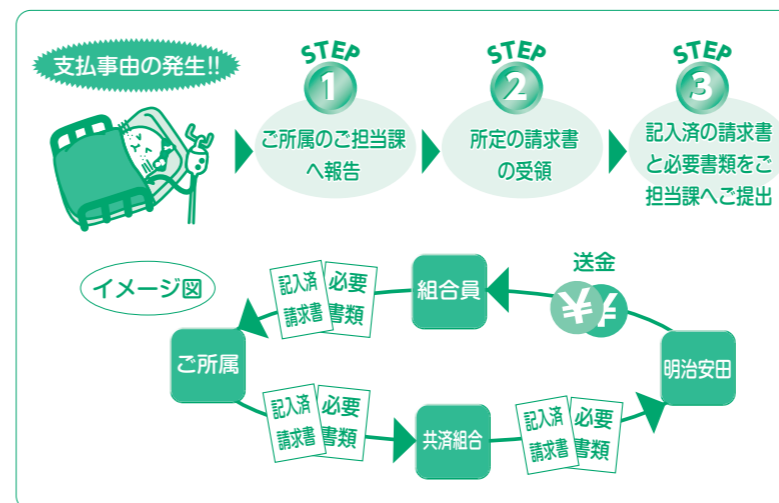 支払事由の発生!!
STEP
1
ご所属のご担当課
へ報告
STEP
2
所定の請求書
の受領
STEP
3
記入済の請求書
と必要書類をご
担当課へご提出
イメージ図
記入済
請求書
必要
書類
組合員
送金
¥
¥
ご所属
明治安田
記入済
請求書
必要
書類
共済組合
記入済
請求書
必要
書類